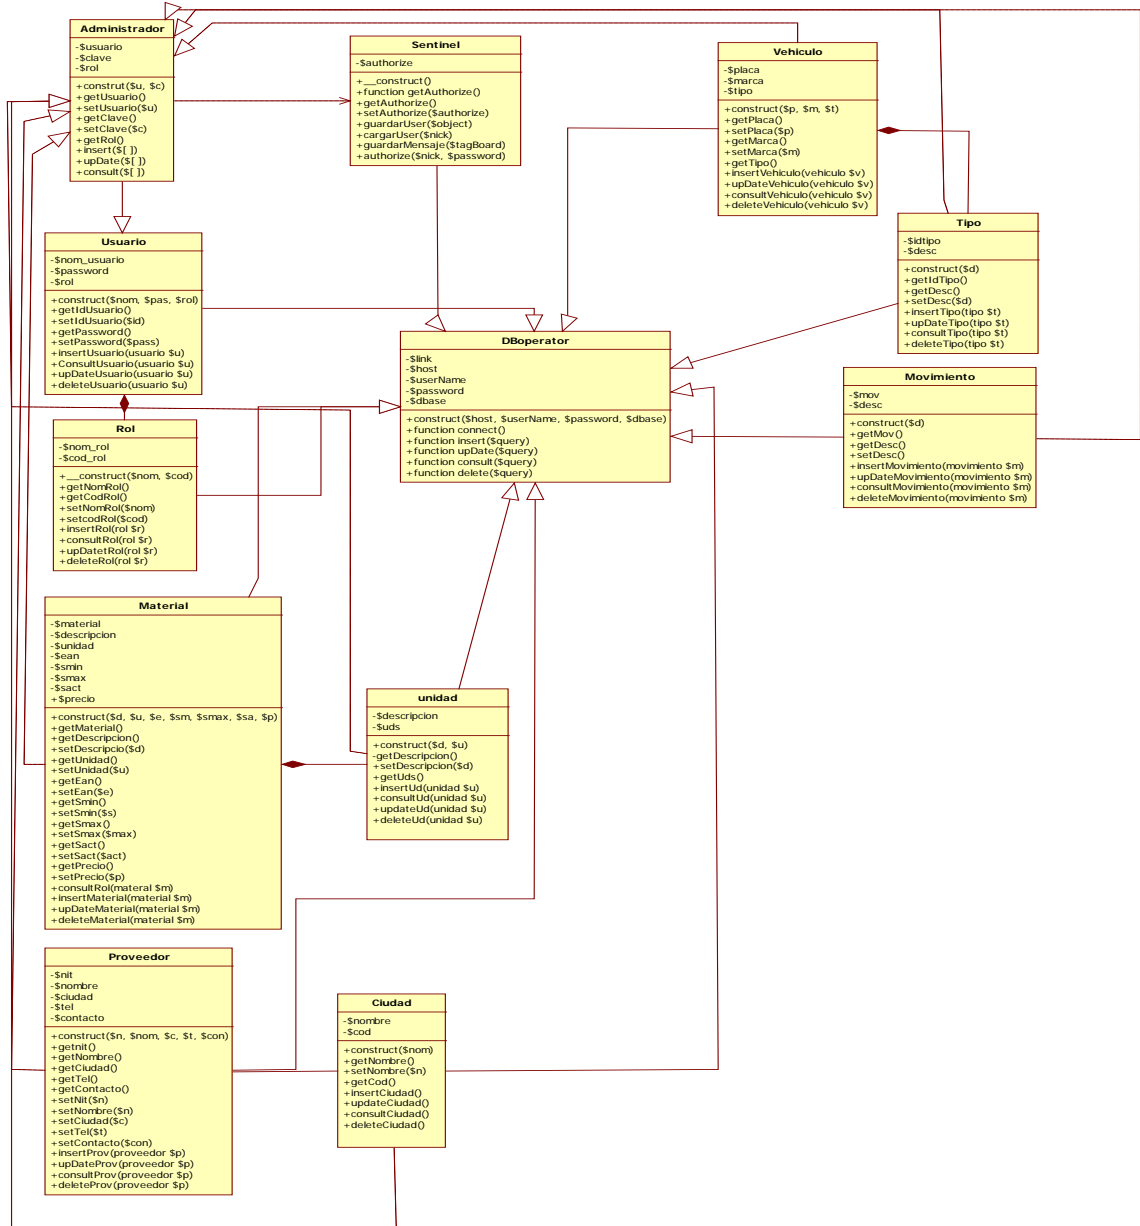 Administrador
-$usuario
-$clave
-$rol
+construt($u, $c)
+getUsuario()
+setUsuario($u)
+getClave()
+setClave($c)
+getRol()
+insert($[ ])
+upDate($[ ])
+consult($[ ])
Sentinel
-$authorize
+__construct()
+function getAuthorize()
+getAuthorize()
+setAuthorize($authorize)
+guardarUser($object)
+cargarUser($nick)
+guardarMensaje($tagBoard)
+authorize($nick, $password)
Vehiculo
-$placa
-$marca
-$tipo
+construct($p, $m, $t)
+getPlaca()
+setPlaca($p)
+getMarca()
+setMarca($m)
+getTipo()
+insertVehiculo(vehiculo $v)
+upDateVehiculo(vehiculo $v)
+consultVehiculo(vehiculo $v)
+deleteVehiculo(vehiculo $v)
Tipo
-$idtipo
-$desc
+construct($d)
+getIdTipo()
+getDesc()
+setDesc($d)
+insertTipo(tipo $t)
+upDateTipo(tipo $t)
+consultTipo(tipo $t)
+deleteTipo(tipo $t)
Usuario
-$nom_usuario
-$password
-$rol
+construct($nom, $pas, $rol)
+getIdUsuario()
+setIdUsuario($id)
+getPassword()
+setPassword($pass)
+insertUsuario(usuario $u)
+ConsultUsuario(usuario $u)
+upDateUsuario(usuario $u)
+deleteUsuario(usuario $u)
DBoperator
-$link
-$host
-$userName
-$password
-$dbase
+construct($host, $userName, $password, $dbase)
+function connect()
+function insert($query)
+function upDate($query)
+function consult($query)
+function delete($query)
Movimiento
-$mov
-$desc
+construct($d)
+getMov()
+getDesc()
+setDesc()
+insertMovimiento(movimiento $m)
+upDateMovimiento(movimiento $m)
+consultMovimiento(movimiento $m)
+deleteMovimiento(movimiento $m)
Rol
-$nom_rol
-$cod_rol
+__construct($nom, $cod)
+getNomRol()
+getCodRol()
+setNomRol($nom)
+setcodRol($cod)
+insertRol(rol $r)
+consultRol(rol $r)
+upDatetRol(rol $r)
+deleteRol(rol $r)
Material
-$material
-$descripcion
-$unidad
-$ean
-$smin
-$smax
-$sact
+$precio
+construct($d, $u, $e, $sm, $smax, $sa, $p)
+getMaterial()
+getDescripcion()
+setDescripcio($d)
+getUnidad()
+setUnidad($u)
+getEan()
+setEan($e)
+getSmin()
+setSmin($s)
+getSmax()
+setSmax($max)
+getSact()
+setSact($act)
+getPrecio()
+setPrecio($p)
+consultRol(materal $m)
+insertMaterial(material $m)
+upDateMaterial(material $m)
+deleteMaterial(material $m)
unidad
-$descripcion
-$uds
+construct($d, $u)
-getDescripcion()
+setDescripcion($d)
+getUds()
+insertUd(unidad $u)
+consultUd(unidad $u)
+updateUd(unidad $u)
+deleteUd(unidad $u)
Proveedor
-$nit
-$nombre
-$ciudad
-$tel
-$contacto
+construct($n, $nom, $c, $t, $con)
+getnit()
+getNombre()
+getCiudad()
+getTel()
+getContacto()
+setNit($n)
+setNombre($n)
+setCiudad($c)
+setTel($t)
+setContacto($con)
+insertProv(proveedor $p)
+upDateProv(proveedor $p)
+consultProv(proveedor $p)
+deleteProv(proveedor $p)
Ciudad
-$nombre
-$cod
+construct($nom)
+getNombre()
+setNombre($n)
+getCod()
+insertCiudad()
+updateCiudad()
+consultCiudad()
+deleteCiudad()